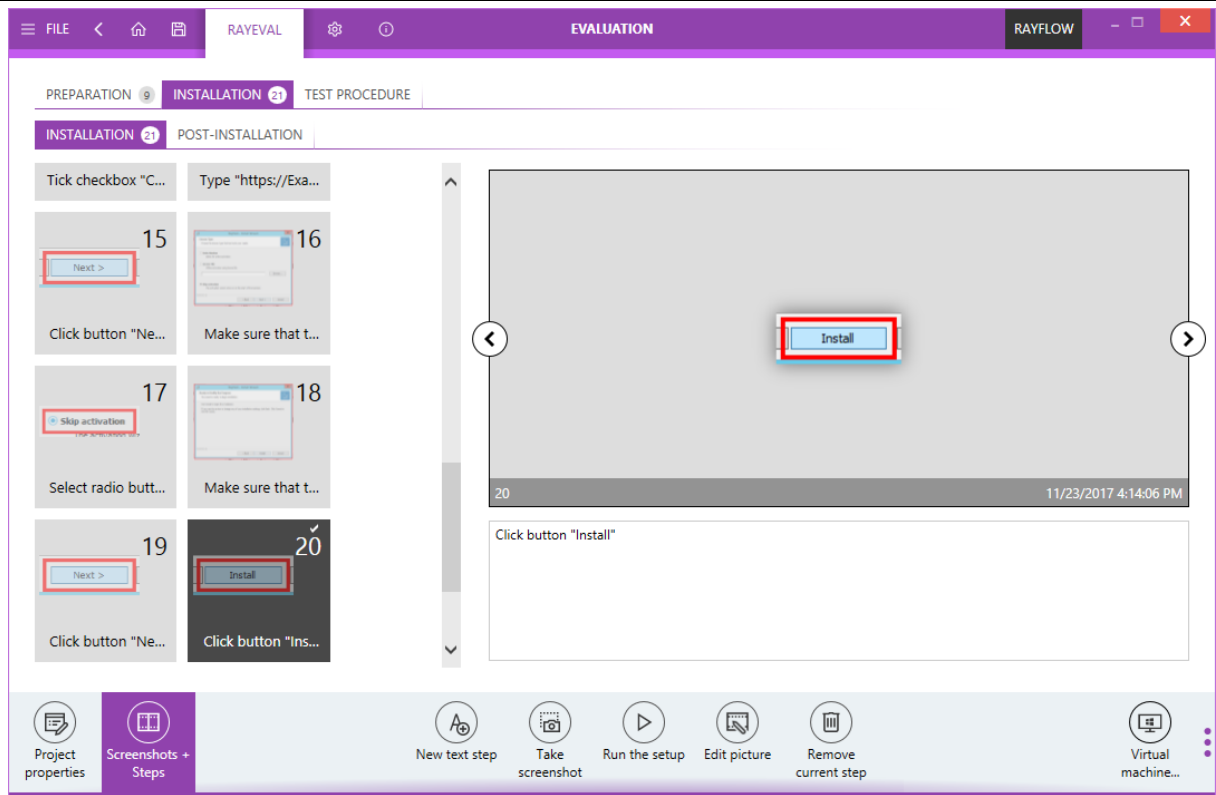 FILE
RAYEVAL
EVALUATION
RAYFLOW
PREPARATION 9 INSTALLATION 21 TEST PROCEDURE
INSTALLATION 21 POST-INSTALLATION
Tick checkbox "C... Type "https://Exa...
15
Next >
Click button "Ne...
16
Make sure that t...
17
Skip activation
Select radio butt...
18
Make sure that t...
19
Next >
Click button "Ne...
20
Install
Click button "Ins...
Install
20 11/23/2017 4:14:06 PM
Click button "Install"
Project
properties
Screenshots +
Steps
New text step
Take
screenshot
Run the setup
Edit picture
Remove
current step
Virtual
machine...